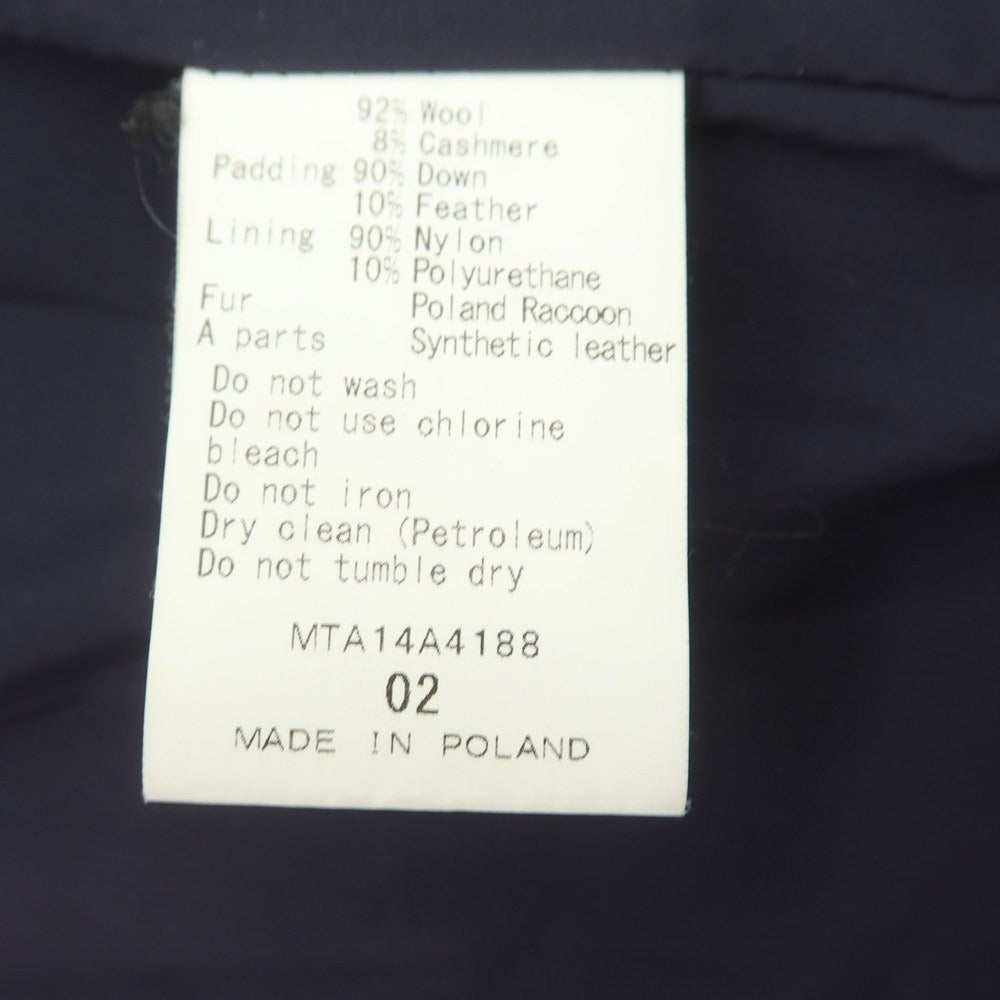 92% Wool
8% Cashmere
Padding 90% Down
10% Feather
Lining 90% Nylon
10% Polyurethane
Fur Poland Raccoon
A parts Synthetic leather
Do not wash
Do not use chlorine
bleach
Do not iron
Dry clean (Petroleum)
Do not tumble dry
MTA14A4188
02
MADE IN POLAND